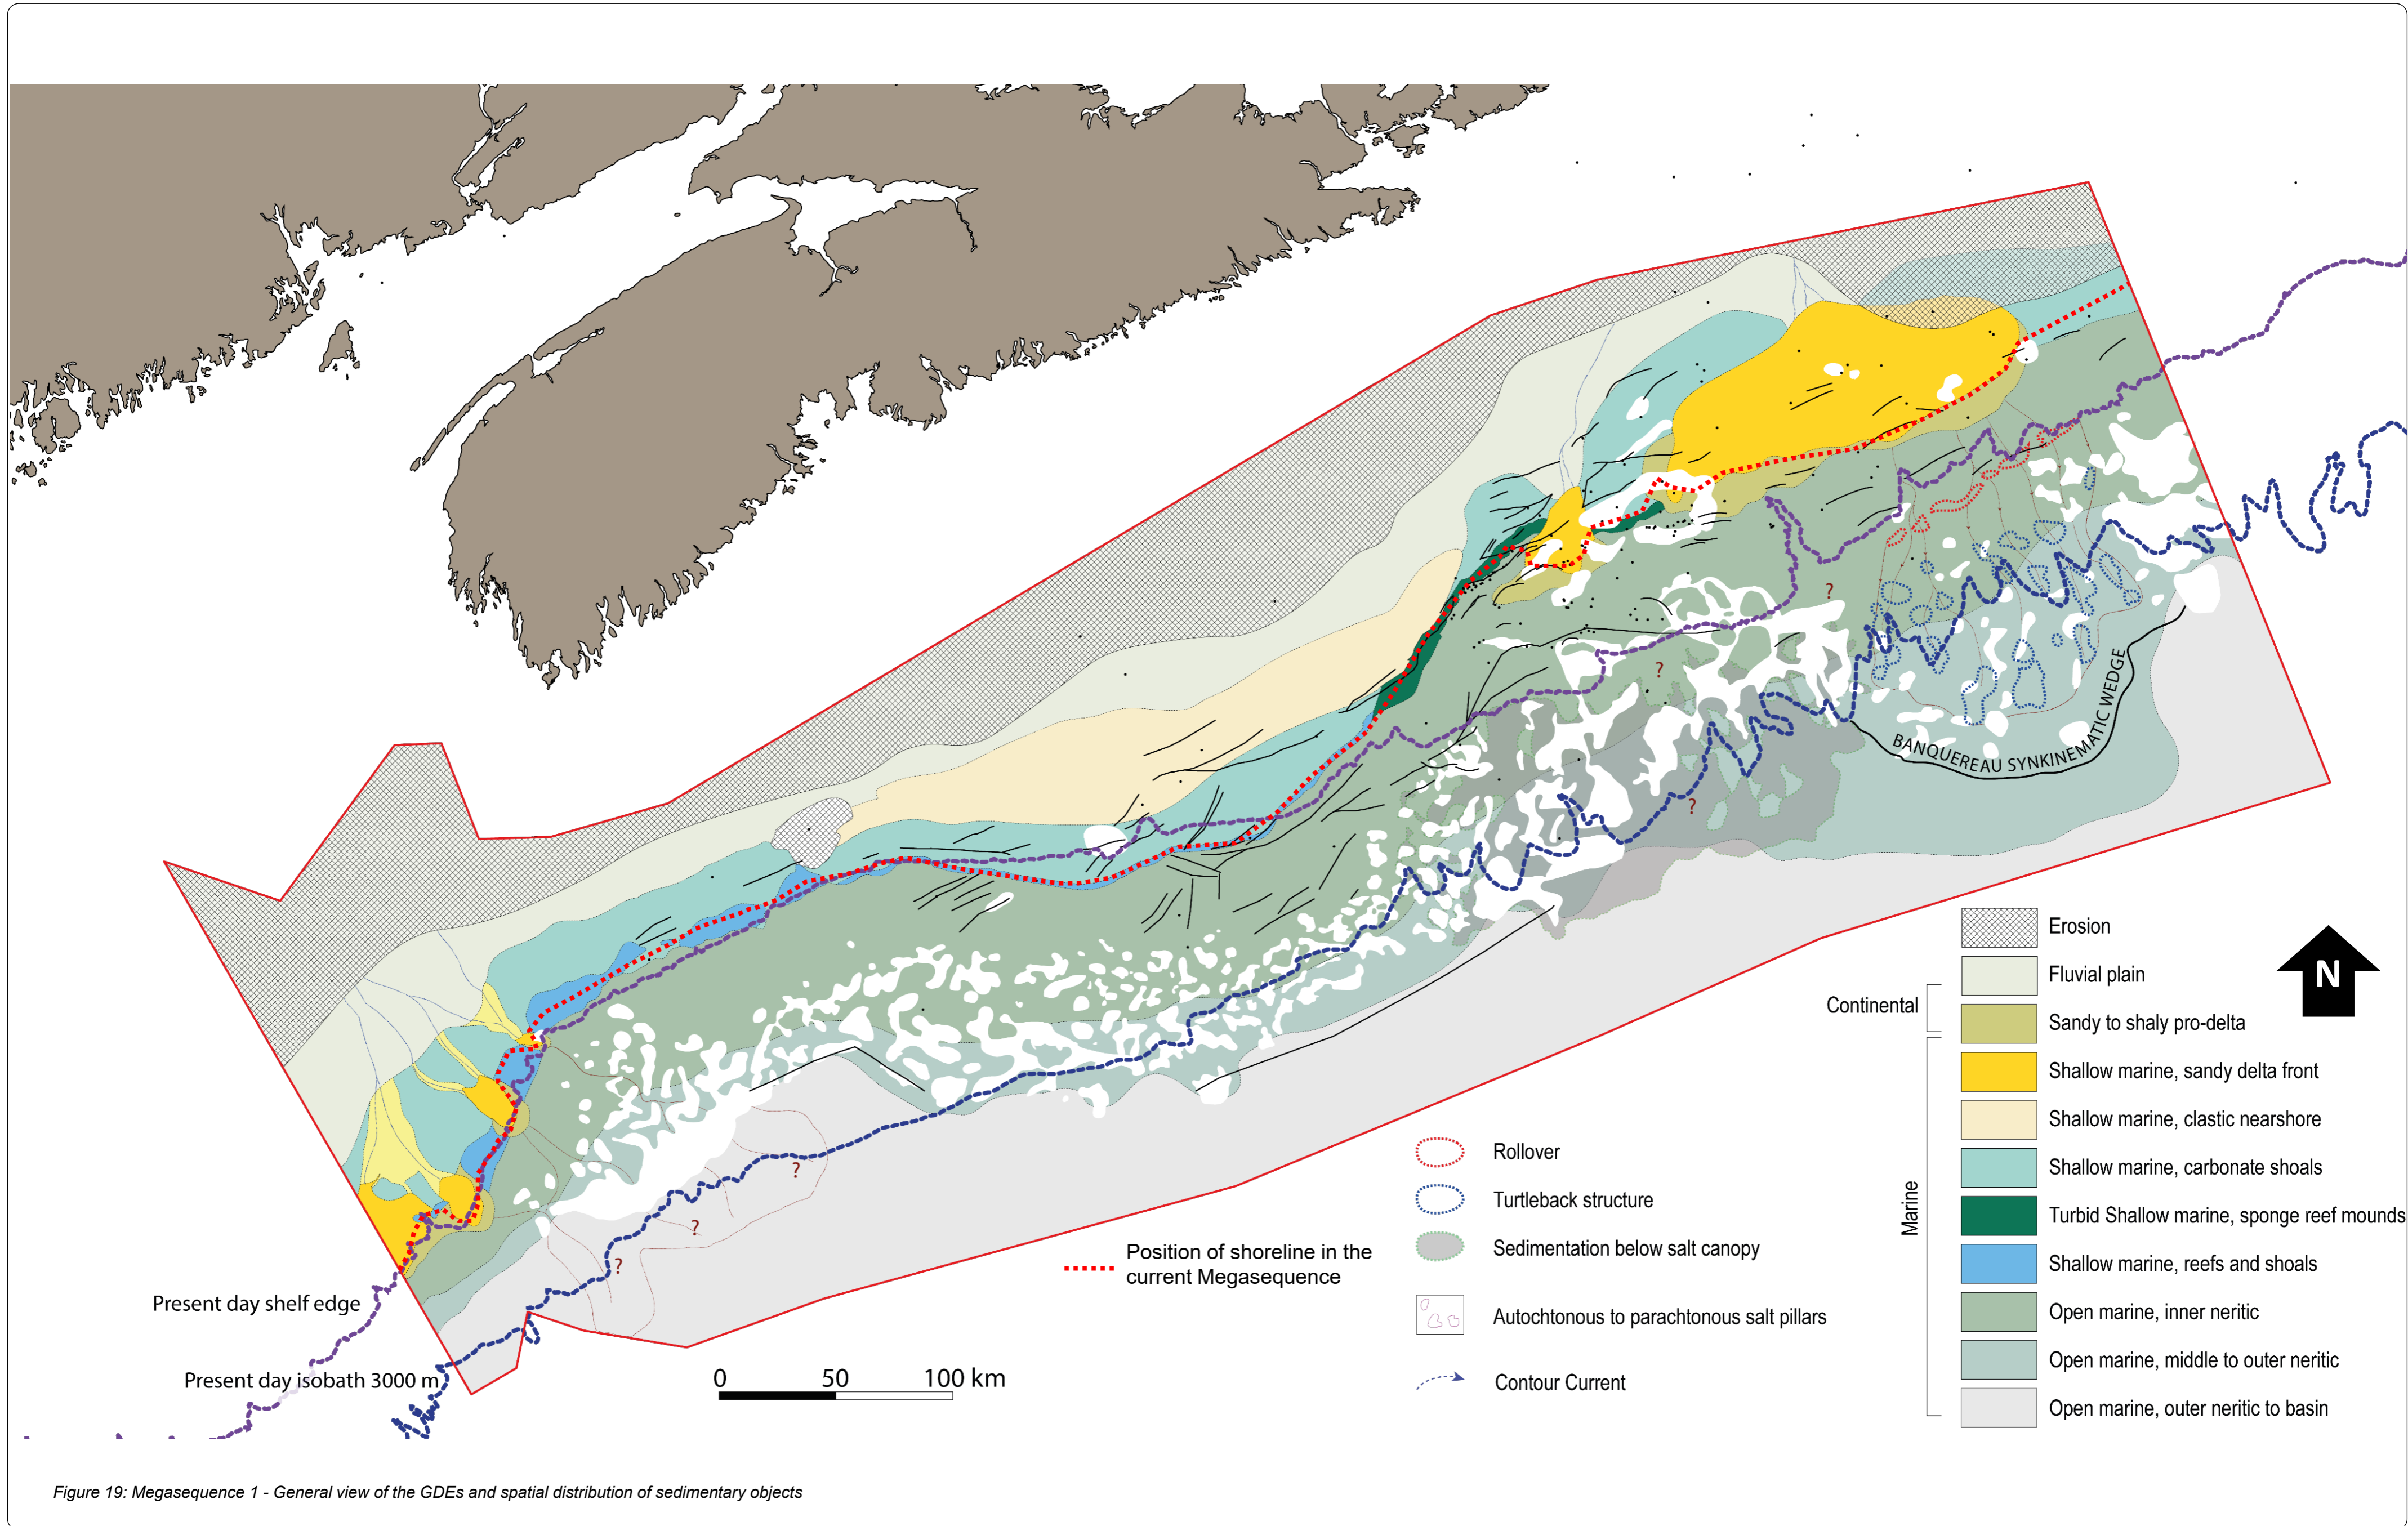 BANQUEREAU SYNKINEMATIC WEDGE
?
?
?
?
?
?
Present day shelf edge
Present day isobath 3000 m
0 50 100 km
Position of shoreline in the
current Megasequence
Rollover
Turtleback structure
Sedimentation below salt canopy
Autochtonous to parachtonous salt pillars
Contour Current
Continental
Marine
Erosion
Fluvial plain
Sandy to shaly pro-delta
Shallow marine, sandy delta front
Shallow marine, clastic nearshore
Shallow marine, carbonate shoals
Turbid Shallow marine, sponge reef mounds
Shallow marine, reefs and shoals
Open marine, inner neritic
Open marine, middle to outer neritic
Open marine, outer neritic to basin
N
Figure 19: Megasequence 1 - General view of the GDEs and spatial distribution of sedimentary objects